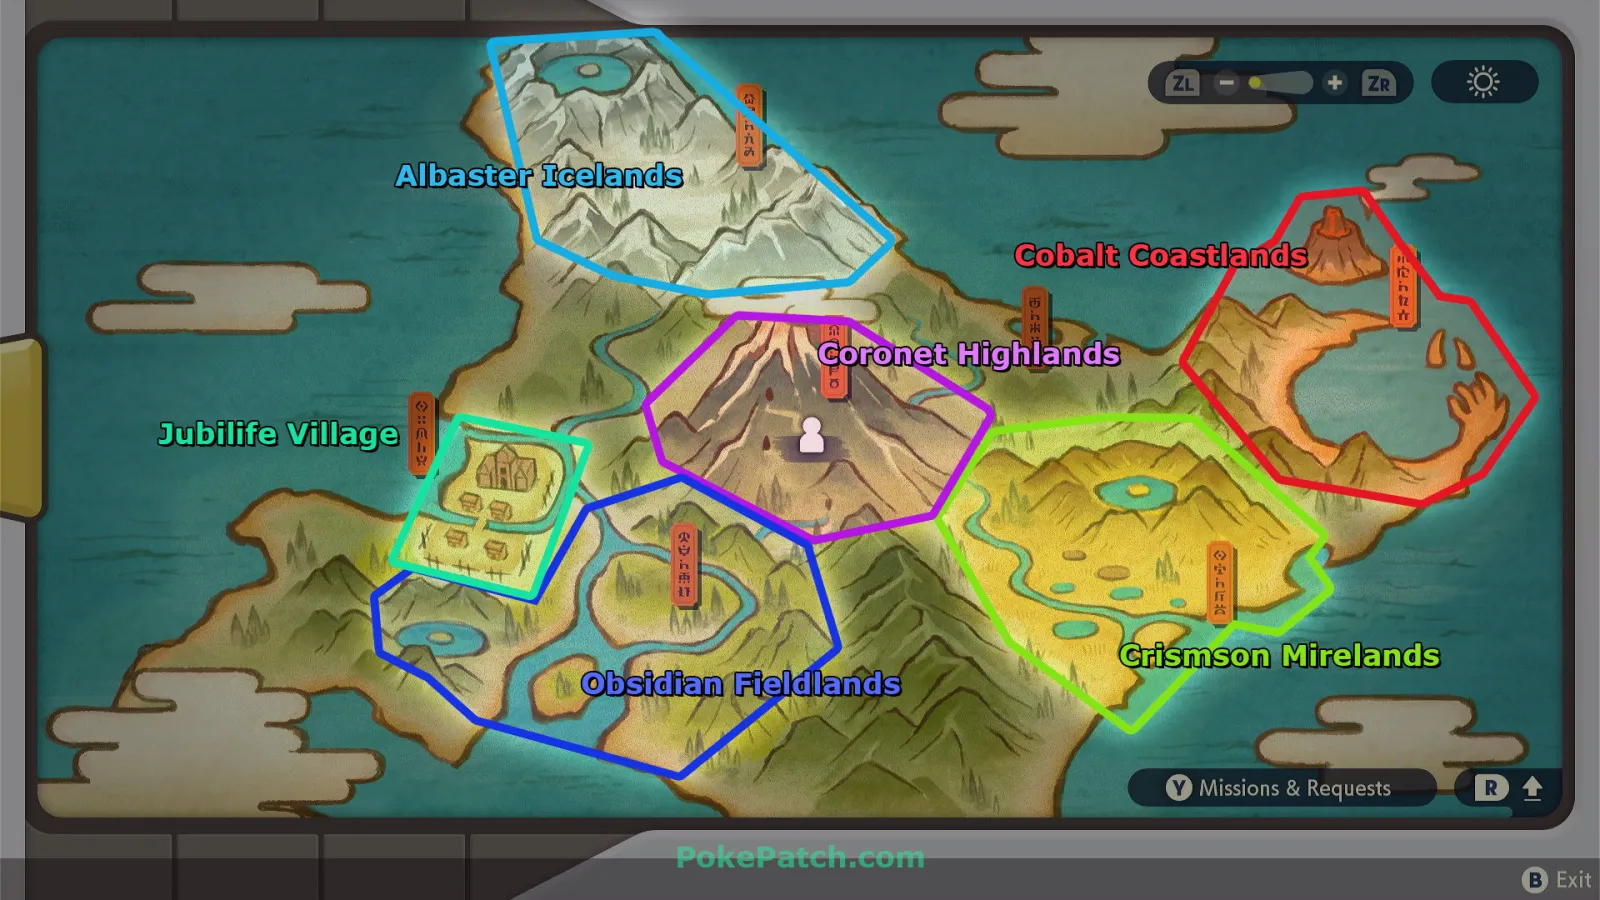 ZL − + ZR
Albaster Icelands
Cobalt Coastlands
Coronet Highlands
Jubilife Village
Crismson Mirelands
Obsidian Fieldlands
Y Missions & Requests
R
PokePatch.com
B Exit